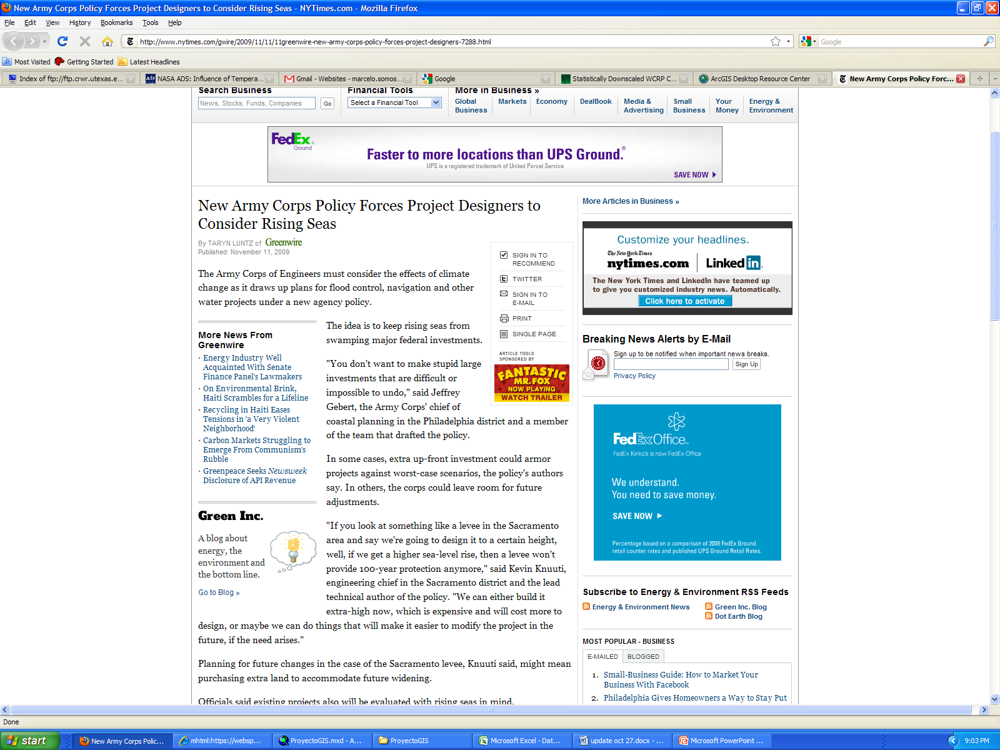 New Army Corps Policy Forces Project Designers to Consider Rising Seas - NYTimes.com - Mozilla Firefox
File Edit View History Bookmarks Tools Help
http://www.nytimes.com/gwire/2009/11/11/11greenwire-new-army-corps-policy-forces-project-designers-7288.html
Google
Most Visited Getting Started Latest Headlines
Index of ftp://ftp.crwr.utexas.e... NASA ADS: Influence of Tempera... Gmail - Websites - marcelo.somos... Google Statistically Downscaled WCRP C... ArcGIS Desktop Resource Center New Army Corps Policy Forc...
Search Business Financial Tools More in Business »
News, Stocks, Funds, Companies Go Select a Financial Tool
Global Business Markets Economy DealBook Media & Advertising Small Business Your Money Energy & Environment
FedEx Ground
Faster to more locations than UPS Ground.®
UPS is a registered trademark of United Parcel Service
SAVE NOW
New Army Corps Policy Forces Project Designers to
Consider Rising Seas
By TARYN LUNTZ of Greenwire
Published: November 11, 2009
The Army Corps of Engineers must consider the effects of climate
change as it draws up plans for flood control, navigation and other
water projects under a new agency policy.
SIGN IN TO
RECOMMEND
TWITTER
SIGN IN TO
E-MAIL
PRINT
SINGLE PAGE
ARTICLE TOOLS
SPONSORED BY
FANTASTIC
MR. FOX
NOW PLAYING
WATCH TRAILER
More News From
Greenwire
· Energy Industry Well
Acquainted With Senate
Finance Panel's Lawmakers
· On Environmental Brink,
Haiti Scrambles for a Lifeline
· Recycling in Haiti Eases
Tensions in 'a Very Violent
Neighborhood'
· Carbon Markets Struggling to
Emerge From Communism's
Rubble
· Greenpeace Seeks Newsweek
Disclosure of API Revenue
Green Inc.
A blog about
energy, the
environment and
the bottom line.
Go to Blog »
The idea is to keep rising seas from
swamping major federal investments.
"You don't want to make stupid large
investments that are difficult or
impossible to undo," said Jeffrey
Gebert, the Army Corps' chief of
coastal planning in the Philadelphia district and a member
of the team that drafted the policy.
In some cases, extra up-front investment could armor
projects against worst-case scenarios, the policy's authors
say. In others, the corps could leave room for future
adjustments.
"If you look at something like a levee in the Sacramento
area and say we're going to design it to a certain height,
well, if we get a higher sea-level rise, then a levee won't
provide 100-year protection anymore," said Kevin Knuuti,
engineering chief in the Sacramento district and the lead
technical author of the policy. "We can either build it
extra-high now, which is expensive and will cost more to
design, or maybe we can do things that will make it easier to modify the project in the
future, if the need arises."
Planning for future changes in the case of the Sacramento levee, Knuuti said, might mean
purchasing extra land to accommodate future widening.
Officials said existing projects also will be evaluated with rising seas in mind.
More Articles in Business »
Customize your headlines.
The New York Times
nytimes.com Linked in.
The New York Times and LinkedIn have teamed up
to give you customized industry news. Automatically.
Click here to activate
Breaking News Alerts by E-Mail
Sign up to be notified when important news breaks.
Sign Up
Privacy Policy
FedEx Office
FedEx Kinko's is now FedEx Office
We understand.
You need to save money.
SAVE NOW
Percentage based on a comparison of 2009 FedEx Ground
retail counter rates and published UPS Ground Retail Rates.
Subscribe to Energy & Environment RSS Feeds
Energy & Environment News Green Inc. Blog
Dot Earth Blog
MOST POPULAR - BUSINESS
E-MAILED BLOGGED
1. Small-Business Guide: How to Market Your
Business With Facebook
2. Philadelphia Gives Homeowners a Way to Stay Put
Done
start New Army Corps Polic... mhtml:https://websp... ProyectoGIS.mxd - A... ProyectoGIS Microsoft Excel - Dat... update oct 27.docx - ... Microsoft PowerPoint ... 9:03 PM